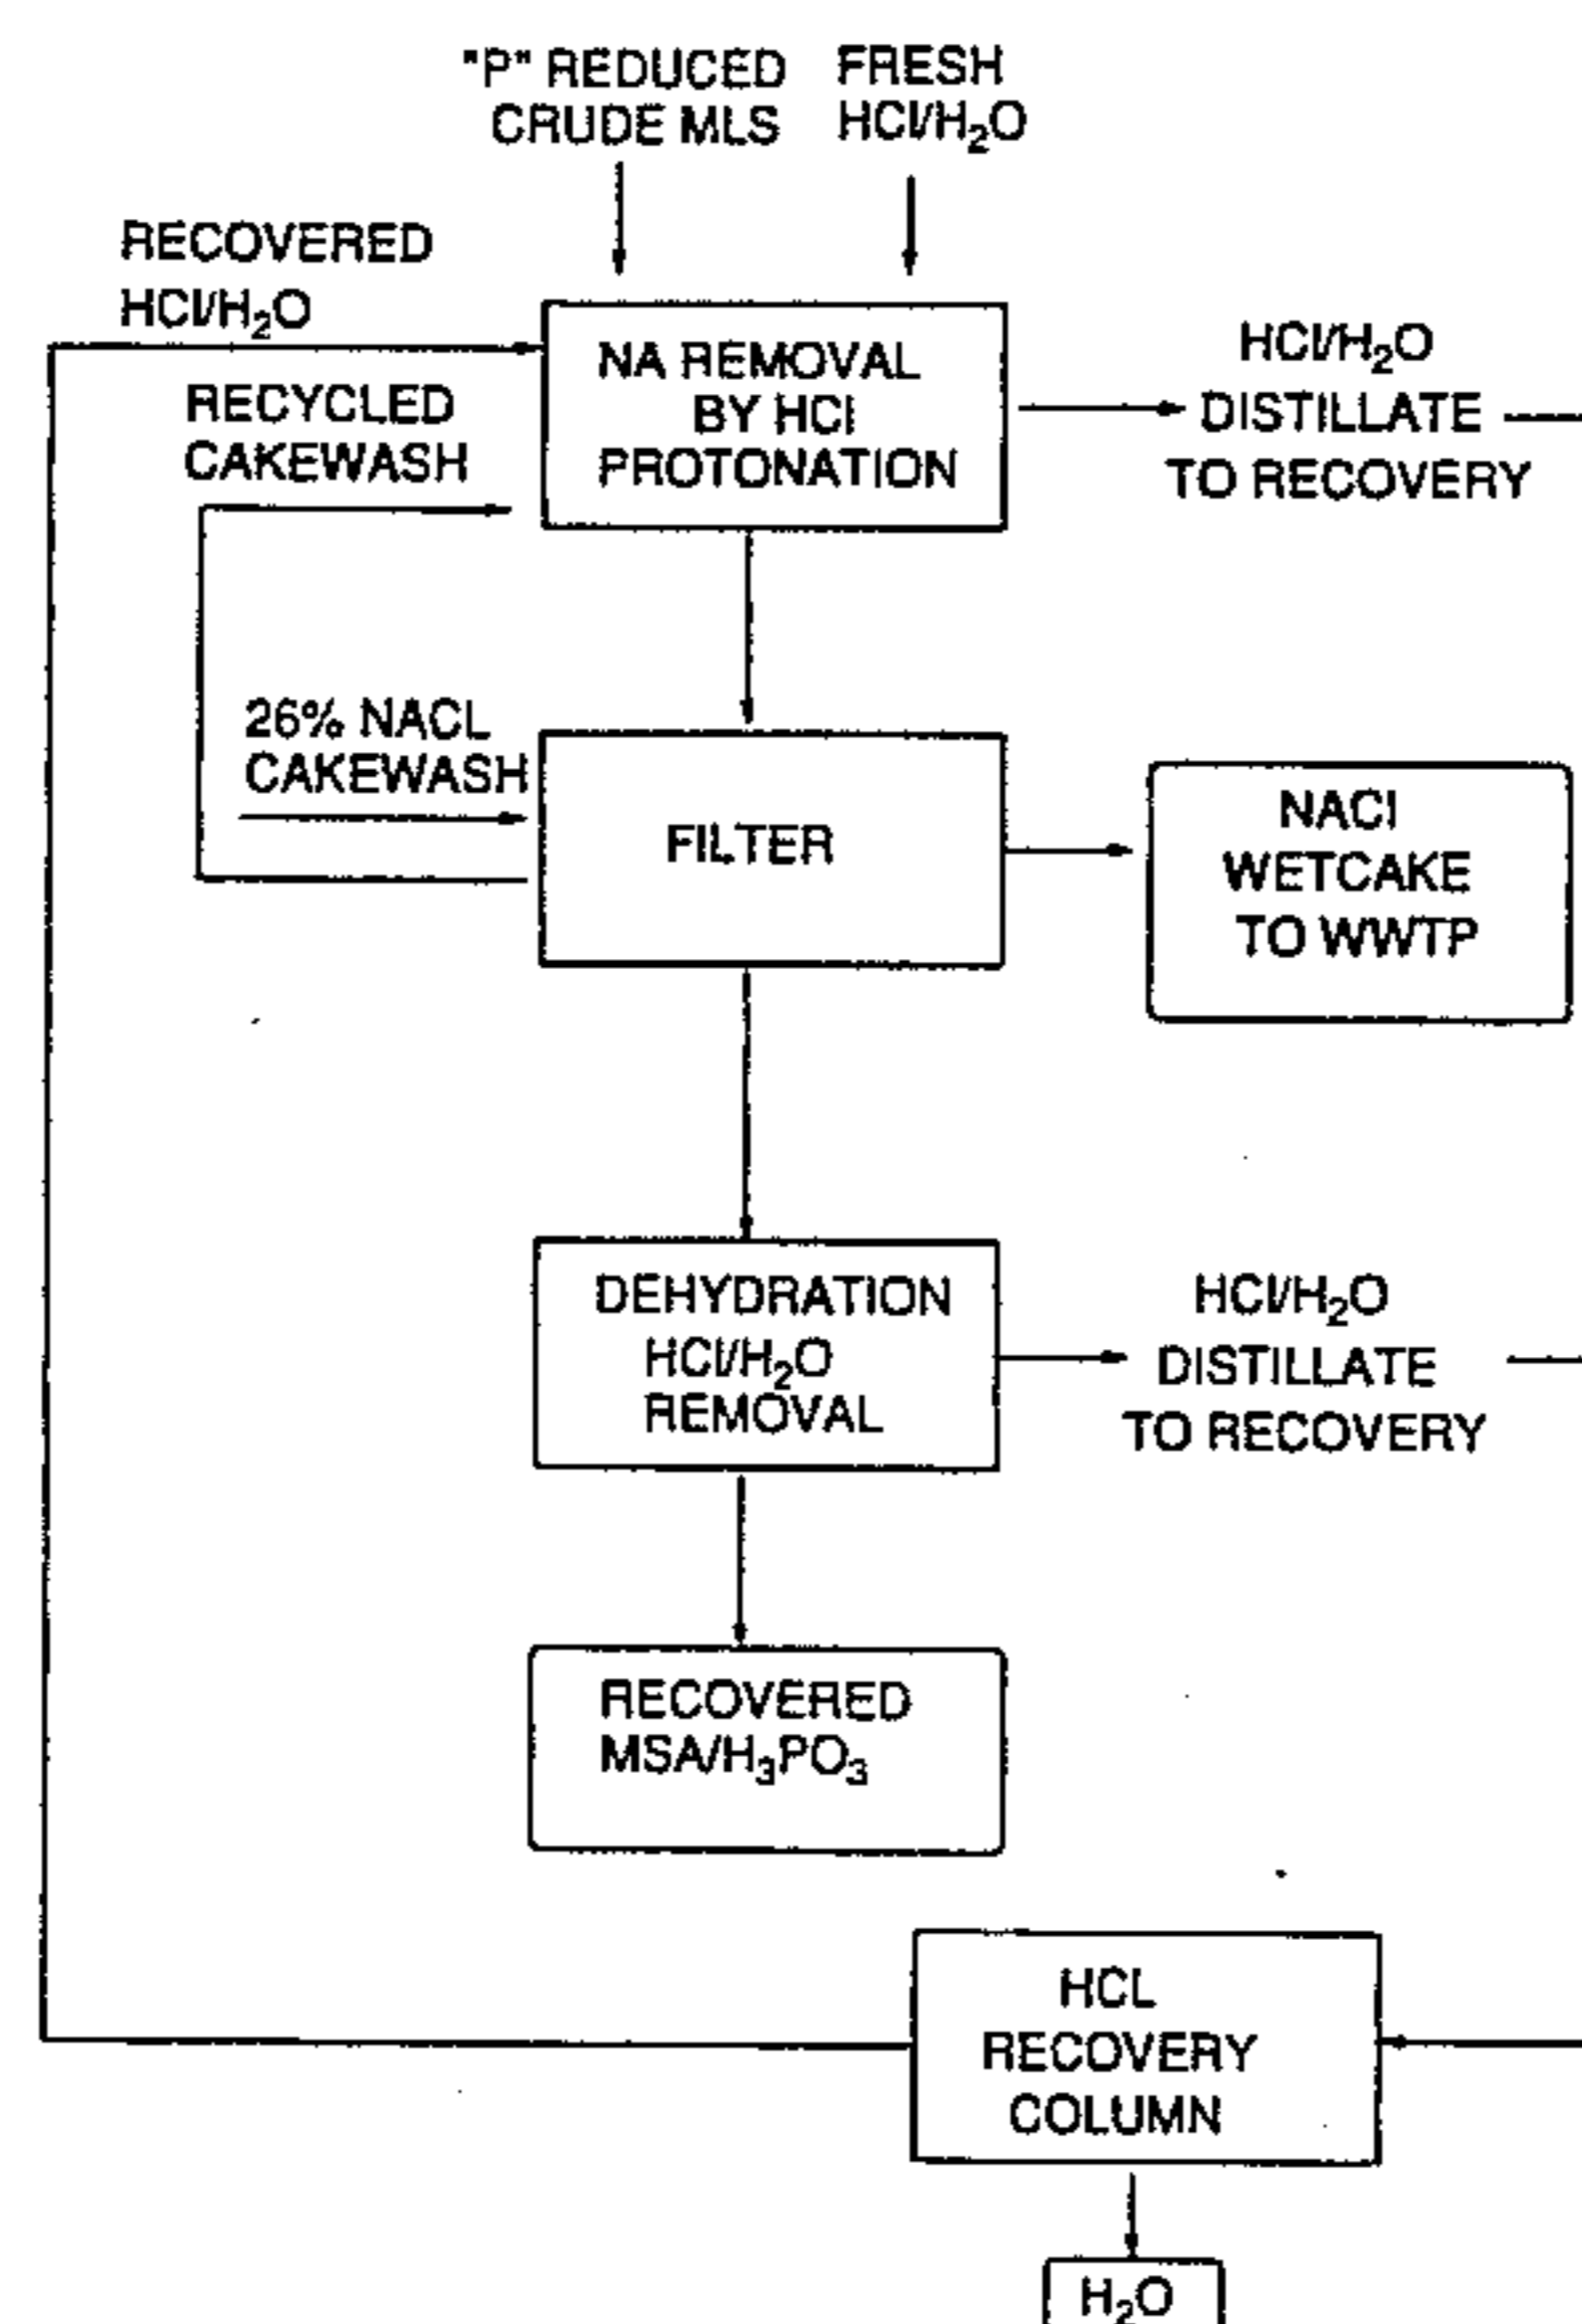 "P" REDUCED
CRUDE MLS
FRESH
HCl/H₂O
RECOVERED
HCl/H₂O
NA REMOVAL
BY HCl
PROTONATION
HCl/H₂O
DISTILLATE
TO RECOVERY
RECYCLED
CAKEWASH
26% NACL
CAKEWASH
FILTER
NACl
WETCAKE
TO WWTP
DEHYDRATION
HCl/H₂O
REMOVAL
HCl/H₂O
DISTILLATE
TO RECOVERY
RECOVERED
MSA/H₃PO₃
HCL
RECOVERY
COLUMN
H₂O